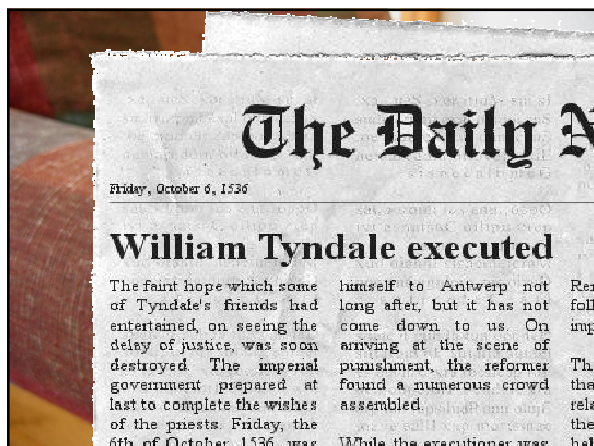 The Daily
Friday, October 6, 1536
William Tyndale executed
The faint hope which some
of Tyndale's friends had
entertained, on seeing the
delay of justice, was soon
destroyed. The imperial
government prepared at
last to complete the wishes
of the priests. Friday, the
6th of October, 1536, was
himself to Antwerp not
long after, but it has not
come down to us. On
arriving at the scene of
punishment, the reformer
found a numerous crowd
assembled.
While the executioner was